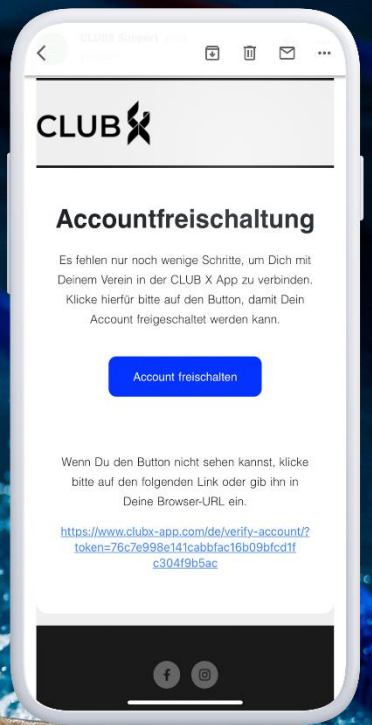 CLUB X
Accountfreischaltung
Es fehlen nur noch wenige Schritte, um Dich mit
Deinem Verein in der CLUB X App zu verbinden.
Klicke hierfür bitte auf den Button, damit Dein
Account freigeschaltet werden kann.
Account freischalten
Wenn Du den Button nicht sehen kannst, klicke
bitte auf den folgenden Link oder gib ihn in
Deine Browser-URL ein.
https://www.clubx-app.com/de/verify-account/?
token=76c7e998e141cabbfac16b09bfcd1f
c304f9b5ac